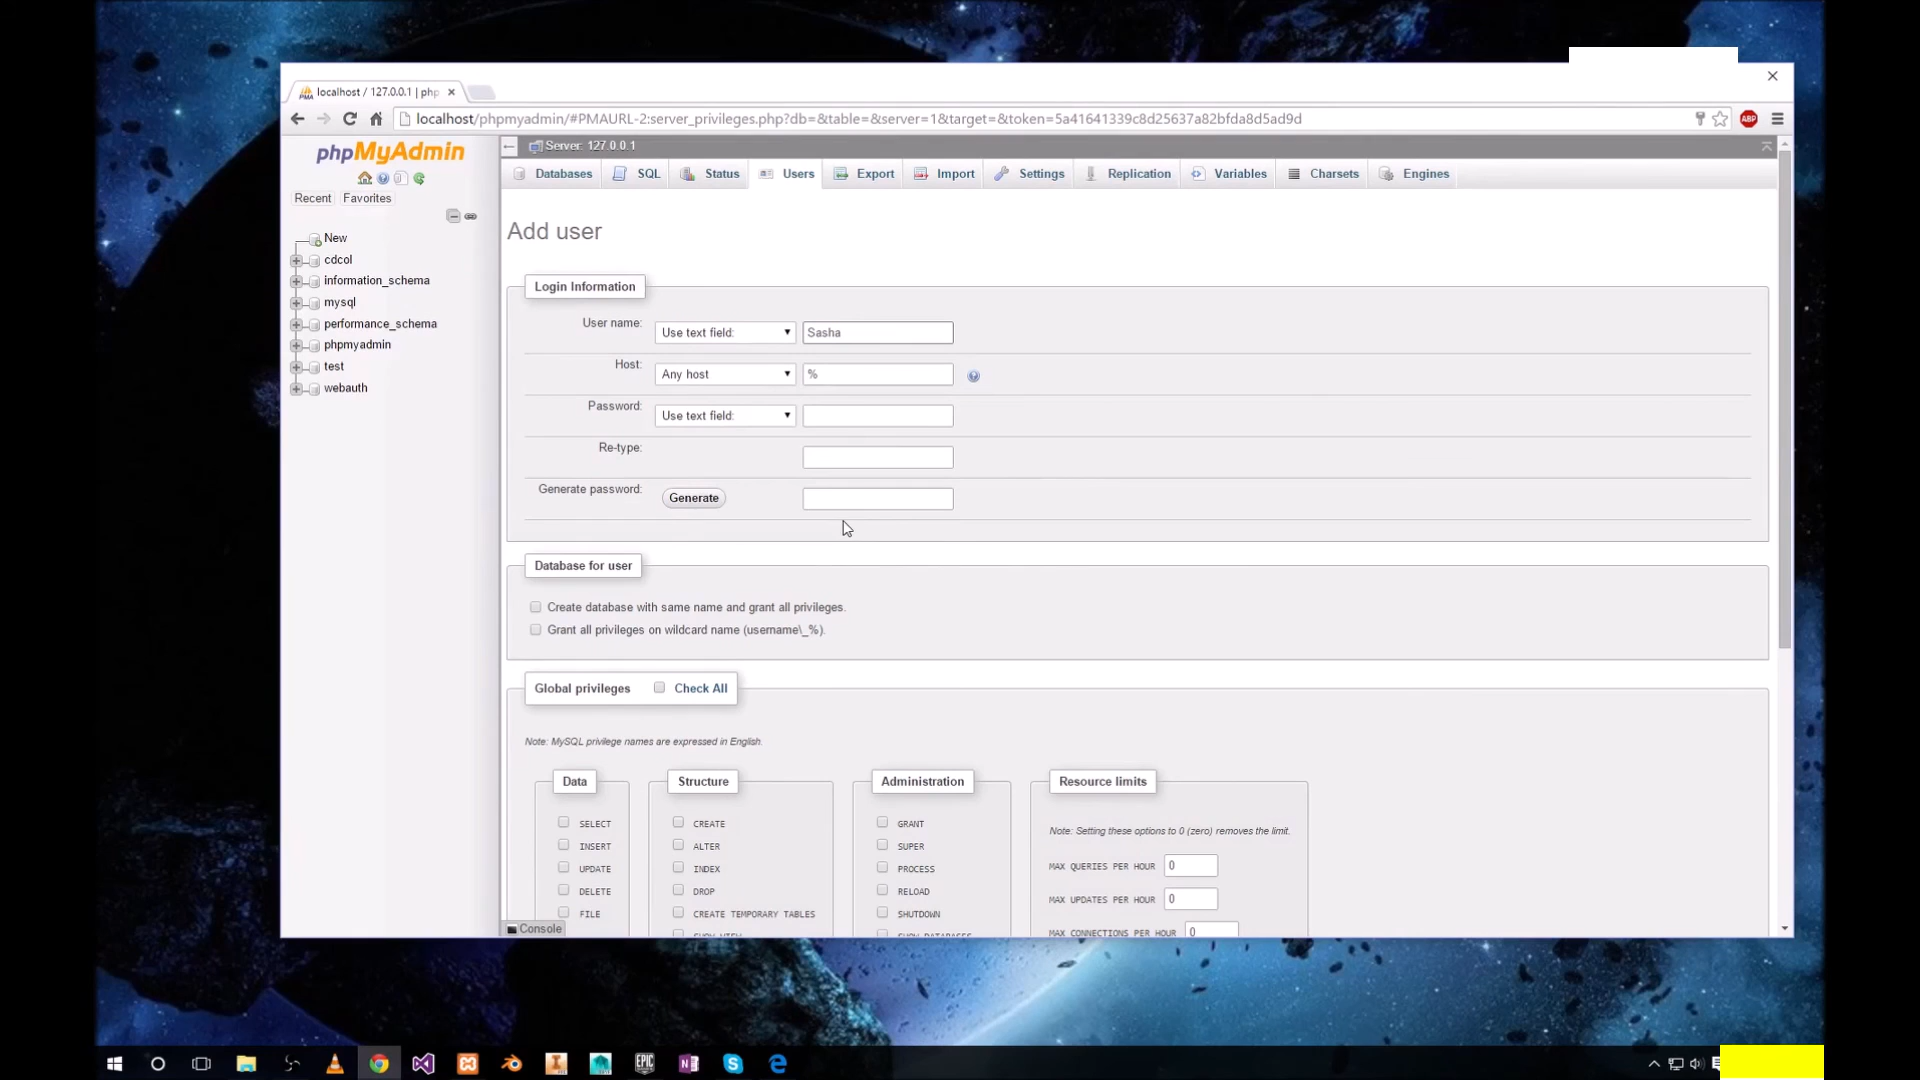 localhost / 127.0.0.1 | php
localhost/phpmyadmin/#PMAURL-2:server_privileges.php?db=&table=&server=1&target=&token=5a41641339c8d25637a82bfda8d5ad9d
ABP
phpMyAdmin
Recent Favorites
New
cdcol
information_schema
mysql
performance_schema
phpmyadmin
test
webauth
Server: 127.0.0.1
Databases SQL Status Users Export Import Settings Replication Variables Charsets Engines
Add user
Login Information
User name: Use text field: Sasha
Host: Any host %
Password: Use text field:
Re-type:
Generate password: Generate
Database for user
Create database with same name and grant all privileges.
Grant all privileges on wildcard name (username\_%).
Global privileges Check All
Note: MySQL privilege names are expressed in English.
Data Structure Administration Resource limits
SELECT CREATE GRANT Note: Setting these options to 0 (zero) removes the limit.
INSERT ALTER SUPER
UPDATE INDEX PROCESS MAX QUERIES PER HOUR 0
DELETE DROP RELOAD MAX UPDATES PER HOUR 0
FILE CREATE TEMPORARY TABLES SHUTDOWN
SHOW VIEW SHOW DATABASES MAX CONNECTIONS PER HOUR 0
Console
EPIC GAMES